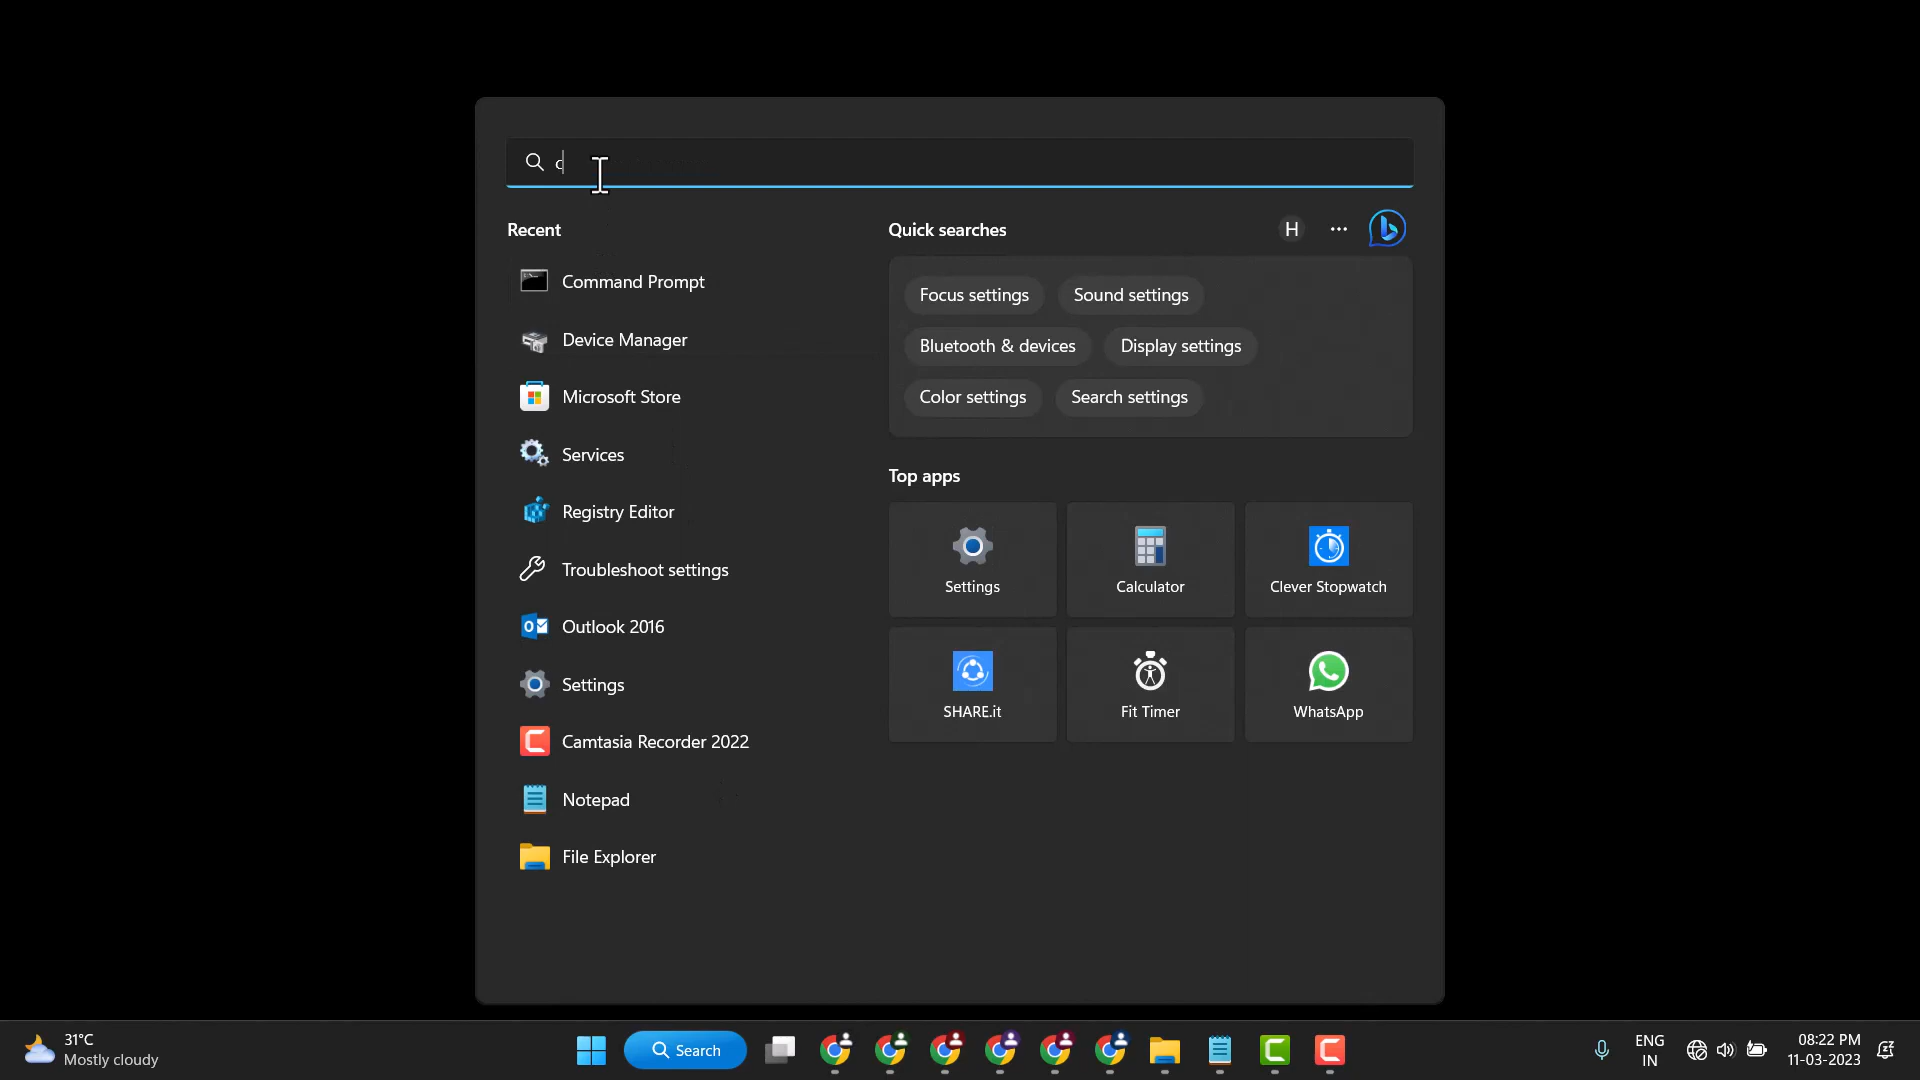 c
Recent
Command Prompt
Device Manager
Microsoft Store
Services
Registry Editor
Troubleshoot settings
Outlook 2016
Settings
Camtasia Recorder 2022
Notepad
File Explorer
Quick searches
H
Focus settings
Sound settings
Bluetooth & devices
Display settings
Color settings
Search settings
Top apps
Settings
Calculator
Clever Stopwatch
SHARE.it
Fit Timer
WhatsApp
31°C
Mostly cloudy
Search
ENG
IN
08:22 PM
11-03-2023